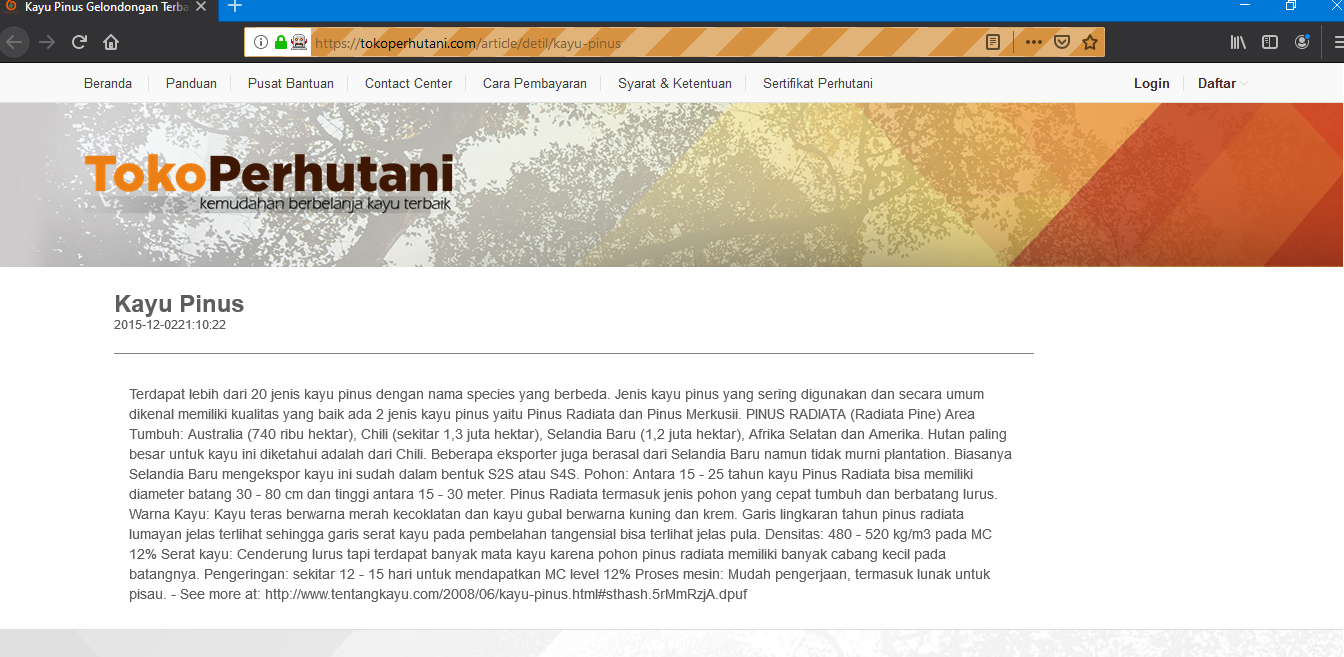 Kayu Pinus Gelondongan Terba
https://tokoperhutani.com/article/detil/kayu-pinus
Beranda Panduan Pusat Bantuan Contact Center Cara Pembayaran Syarat & Ketentuan Sertifikat Perhutani Login Daftar
TokoPerhutani
kemudahan berbelanja kayu terbaik
Kayu Pinus
2015-12-0221:10:22
Terdapat lebih dari 20 jenis kayu pinus dengan nama species yang berbeda. Jenis kayu pinus yang sering digunakan dan secara umum
dikenal memiliki kualitas yang baik ada 2 jenis kayu pinus yaitu Pinus Radiata dan Pinus Merkusii. PINUS RADIATA (Radiata Pine) Area
Tumbuh: Australia (740 ribu hektar), Chili (sekitar 1,3 juta hektar), Selandia Baru (1,2 juta hektar), Afrika Selatan dan Amerika. Hutan paling
besar untuk kayu ini diketahui adalah dari Chili. Beberapa eksporter juga berasal dari Selandia Baru namun tidak murni plantation. Biasanya
Selandia Baru mengekspor kayu ini sudah dalam bentuk S2S atau S4S. Pohon: Antara 15 - 25 tahun kayu Pinus Radiata bisa memiliki
diameter batang 30 - 80 cm dan tinggi antara 15 - 30 meter. Pinus Radiata termasuk jenis pohon yang cepat tumbuh dan berbatang lurus.
Warna Kayu: Kayu teras berwarna merah kecoklatan dan kayu gubal berwarna kuning dan krem. Garis lingkaran tahun pinus radiata
lumayan jelas terlihat sehingga garis serat kayu pada pembelahan tangensial bisa terlihat jelas pula. Densitas: 480 - 520 kg/m3 pada MC
12% Serat kayu: Cenderung lurus tapi terdapat banyak mata kayu karena pohon pinus radiata memiliki banyak cabang kecil pada
batangnya. Pengeringan: sekitar 12 - 15 hari untuk mendapatkan MC level 12% Proses mesin: Mudah pengerjaan, termasuk lunak untuk
pisau. - See more at: http://www.tentangkayu.com/2008/06/kayu-pinus.html#sthash.5rMmRzjA.dpuf